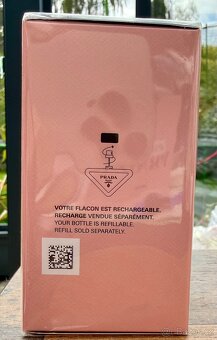 PRADA
VOTRE FLACON EST RECHARGEABLE.
RECHARGE VENDUE SÉPARÉMENT.
YOUR BOTTLE IS REFILLABLE.
REFILL SOLD SEPARATELY.